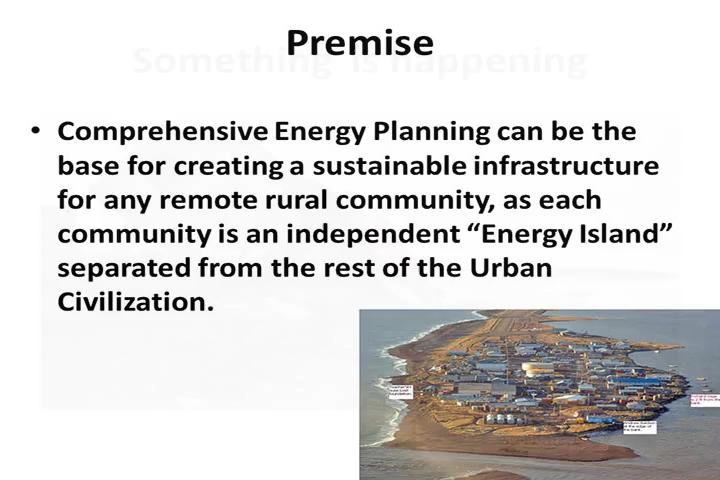 Premise
Something is happening
• Comprehensive Energy Planning can be the
base for creating a sustainable infrastructure
for any remote rural community, as each
community is an independent “Energy Island”
separated from the rest of the Urban
Civilization.